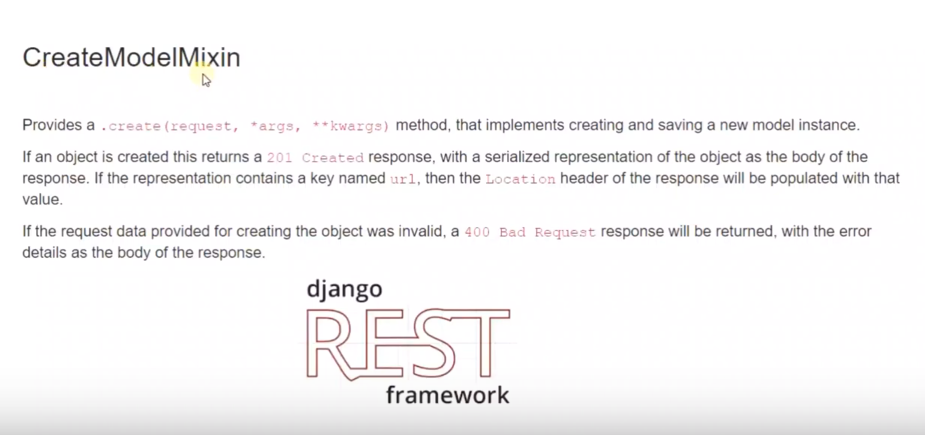 CreateModelMixin
Provides a .create(request, *args, **kwargs) method, that implements creating and saving a new model instance.
If an object is created this returns a 201 Created response, with a serialized representation of the object as the body of the
response. If the representation contains a key named url, then the Location header of the response will be populated with that
value.
If the request data provided for creating the object was invalid, a 400 Bad Request response will be returned, with the error
details as the body of the response.
django
REST
framework